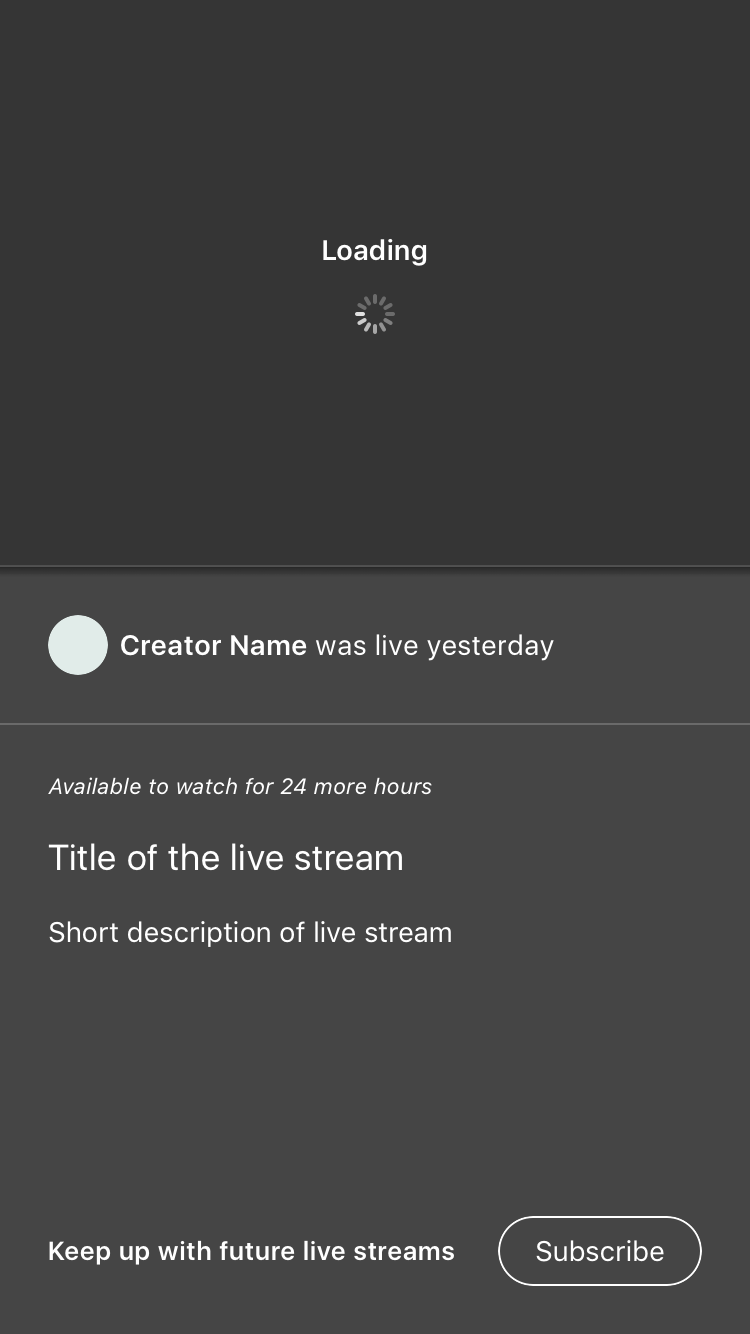 Loading
Creator Name was live yesterday
Available to watch for 24 more hours
Title of the live stream
Short description of live stream
Keep up with future live streams
Subscribe